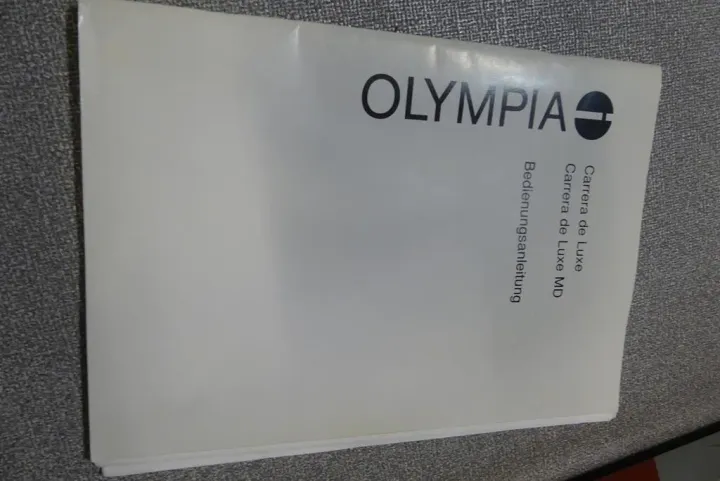 OLYMPIA
Carrera de Luxe
Carrera de Luxe MD
Bedienungsanleitung